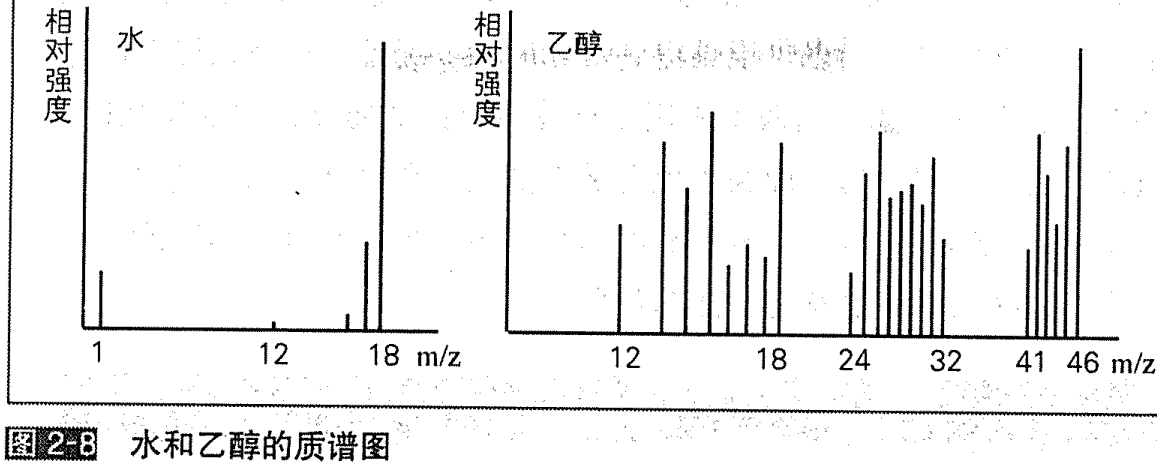 相对强度
水
1 12 18 m/z
相对强度
乙醇
12 18 24 32 41 46 m/z
图 2-8 水和乙醇的质谱图